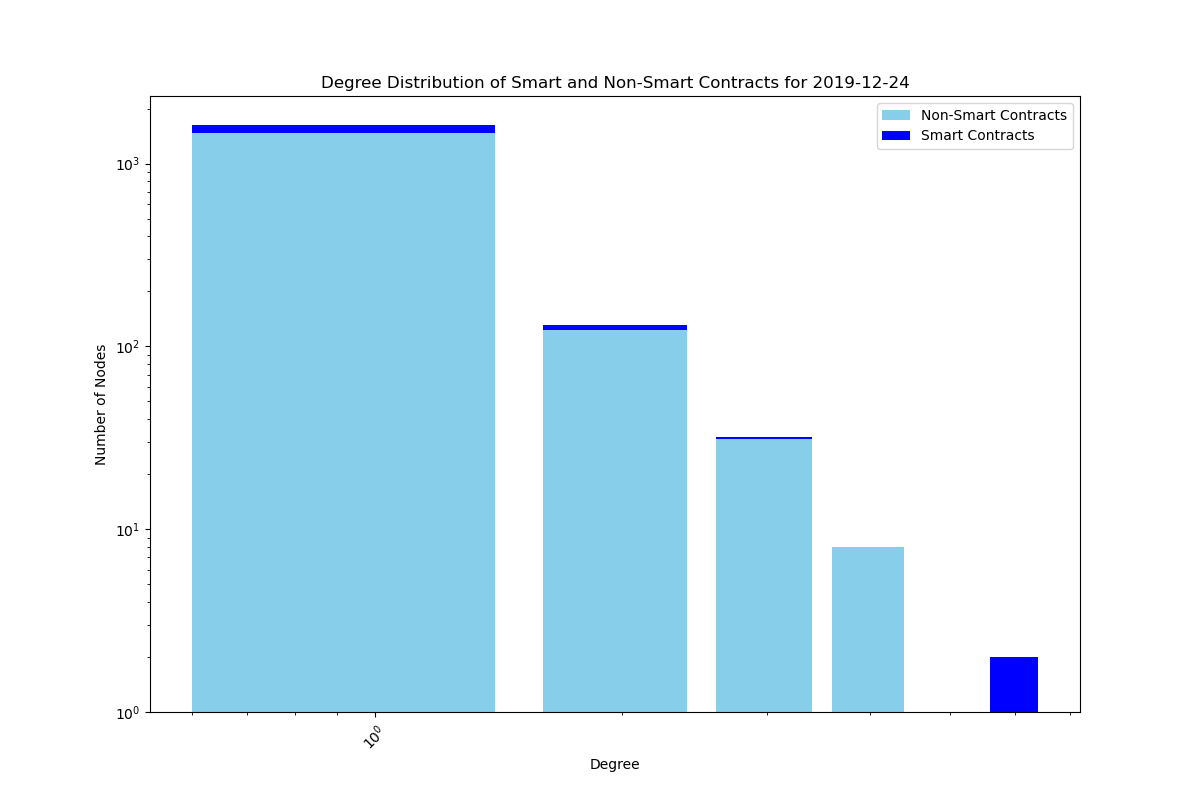 Degree Distribution of Smart and Non-Smart Contracts for 2019-12-24
Non-Smart Contracts
Smart Contracts
Number of Nodes
10³
10²
10¹
10⁰
10⁰
Degree